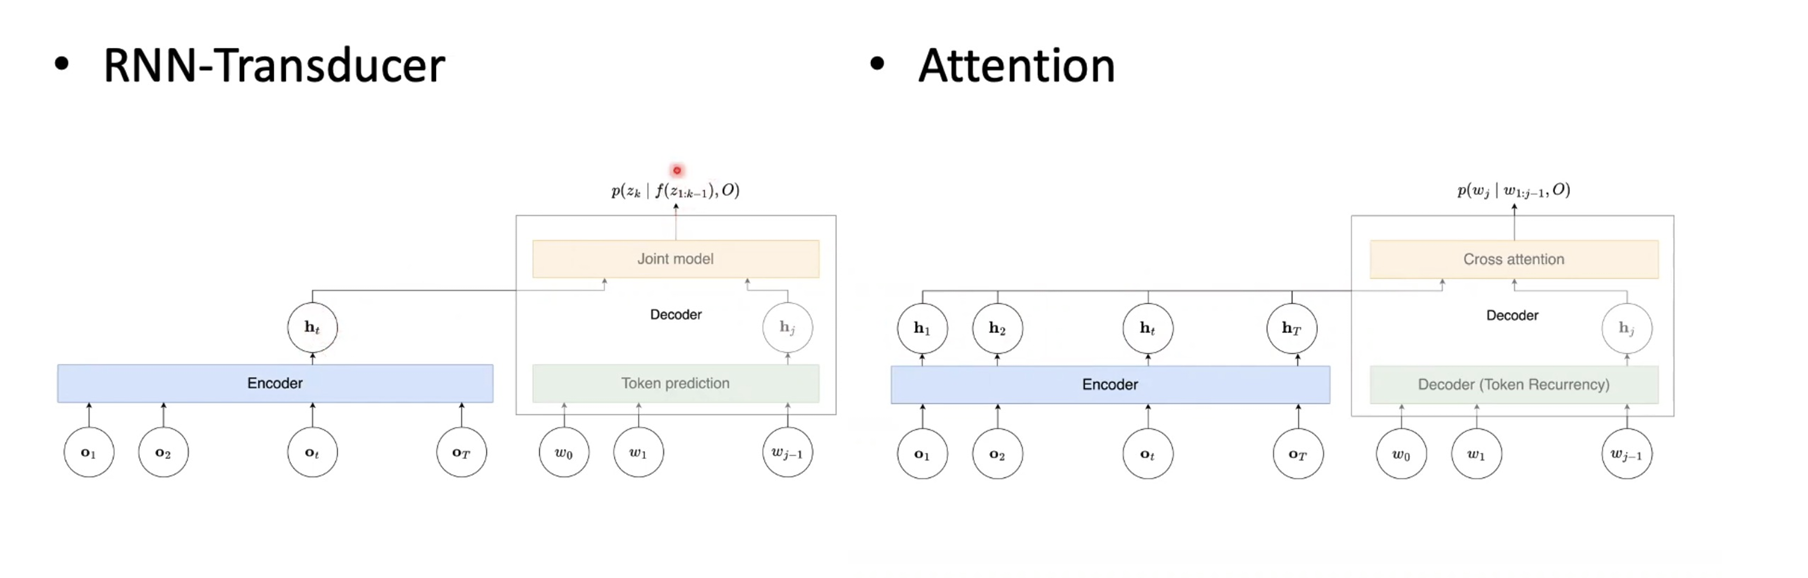 • RNN-Transducer
p(z_k | f(z_{1:k−1}), O)
Joint model
h_t
Decoder
h_j
Encoder
Token prediction
o_1 o_2 o_t o_T w_0 w_1 w_{j−1}
• Attention
p(w_j | w_{1:j−1}, O)
Cross attention
h_1 h_2 h_t h_T
Decoder
h_j
Encoder
Decoder (Token Recurrency)
o_1 o_2 o_t o_T w_0 w_1 w_{j−1}